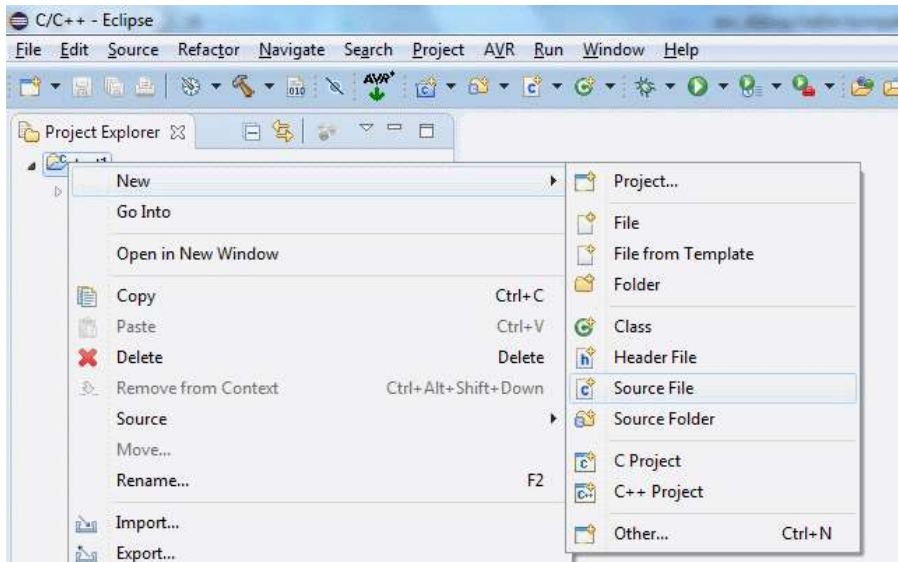 C/C++ - Eclipse
File Edit Source Refactor Navigate Search Project AVR Run Window Help
010 AVR
Project Explorer
New
Go Into
Open in New Window
Copy Ctrl+C
Paste Ctrl+V
Delete Delete
Remove from Context Ctrl+Alt+Shift+Down
Source
Move...
Rename... F2
Import...
Export...
Project...
File
File from Template
Folder
Class
Header File
Source File
Source Folder
C Project
C++ Project
Other... Ctrl+N